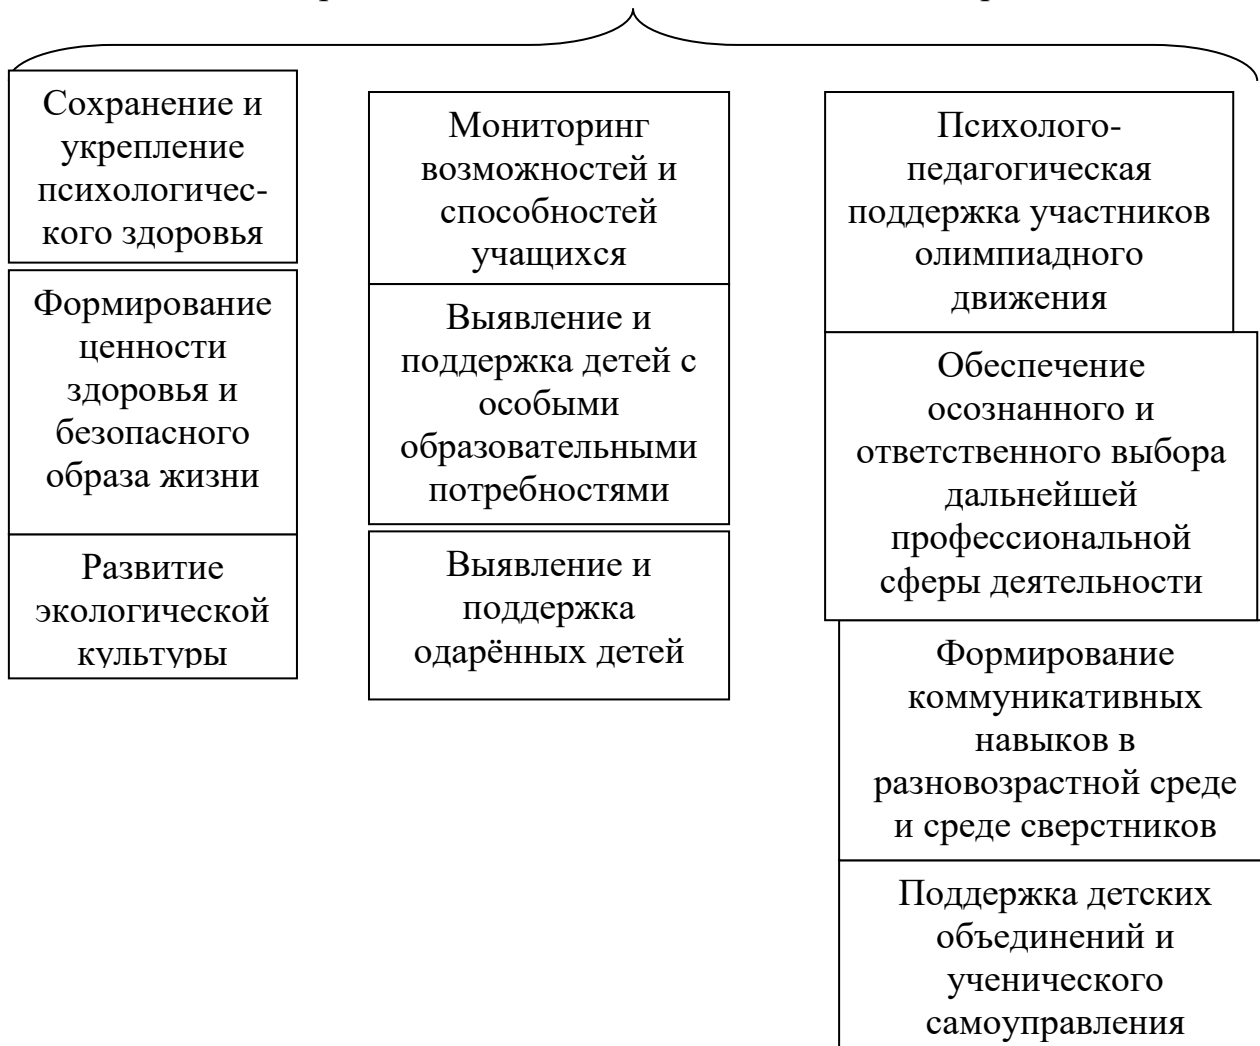 Сохранение и
укрепление
психологичес-
кого здоровья
Формирование
ценности
здоровья и
безопасного
образа жизни
Развитие
экологической
культуры
Мониторинг
возможностей и
способностей
учащихся
Выявление и
поддержка детей с
особыми
образовательными
потребностями
Выявление и
поддержка
одарённых детей
Психолого-
педагогическая
поддержка участников
олимпиадного
движения
Обеспечение
осознанного и
ответственного выбора
дальнейшей
профессиональной
сферы деятельности
Формирование
коммуникативных
навыков в
разновозрастной среде
и среде сверстников
Поддержка детских
объединений и
ученического
самоуправления